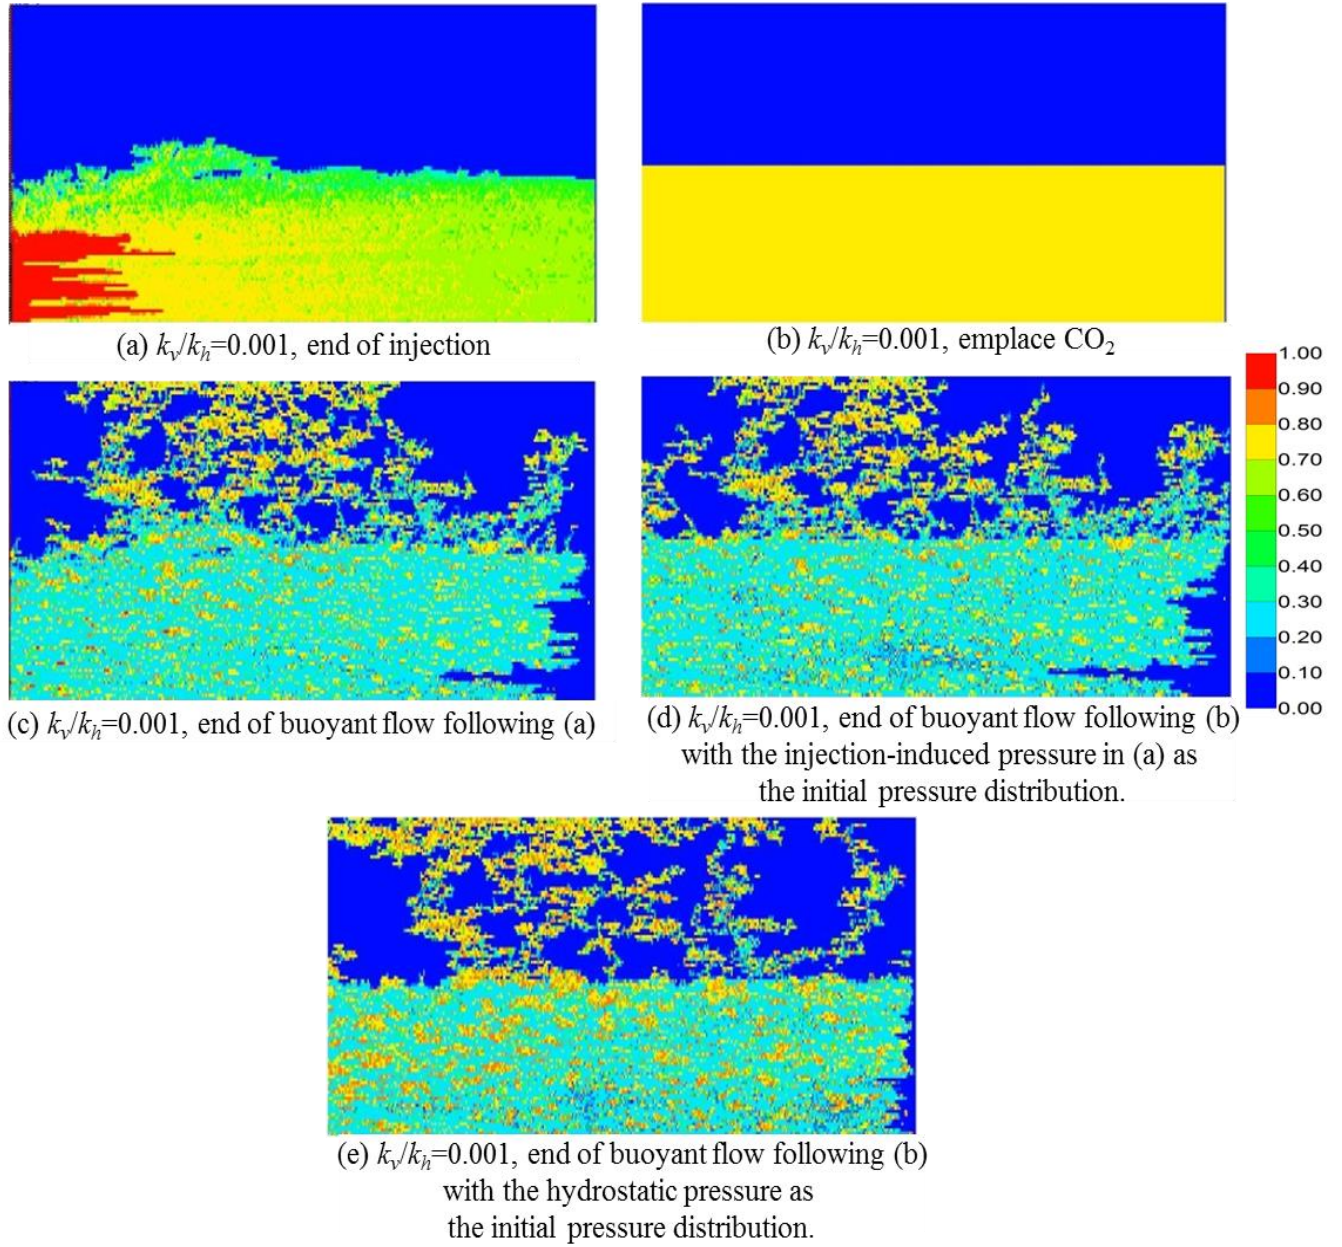 (a) kv/kh=0.001, end of injection
(b) kv/kh=0.001, emplace CO2
1.00
0.90
0.80
0.70
0.60
0.50
0.40
0.30
0.20
0.10
0.00
(c) kv/kh=0.001, end of buoyant flow following (a)
(d) kv/kh=0.001, end of buoyant flow following (b)
with the injection-induced pressure in (a) as
the initial pressure distribution.
(e) kv/kh=0.001, end of buoyant flow following (b)
with the hydrostatic pressure as
the initial pressure distribution.